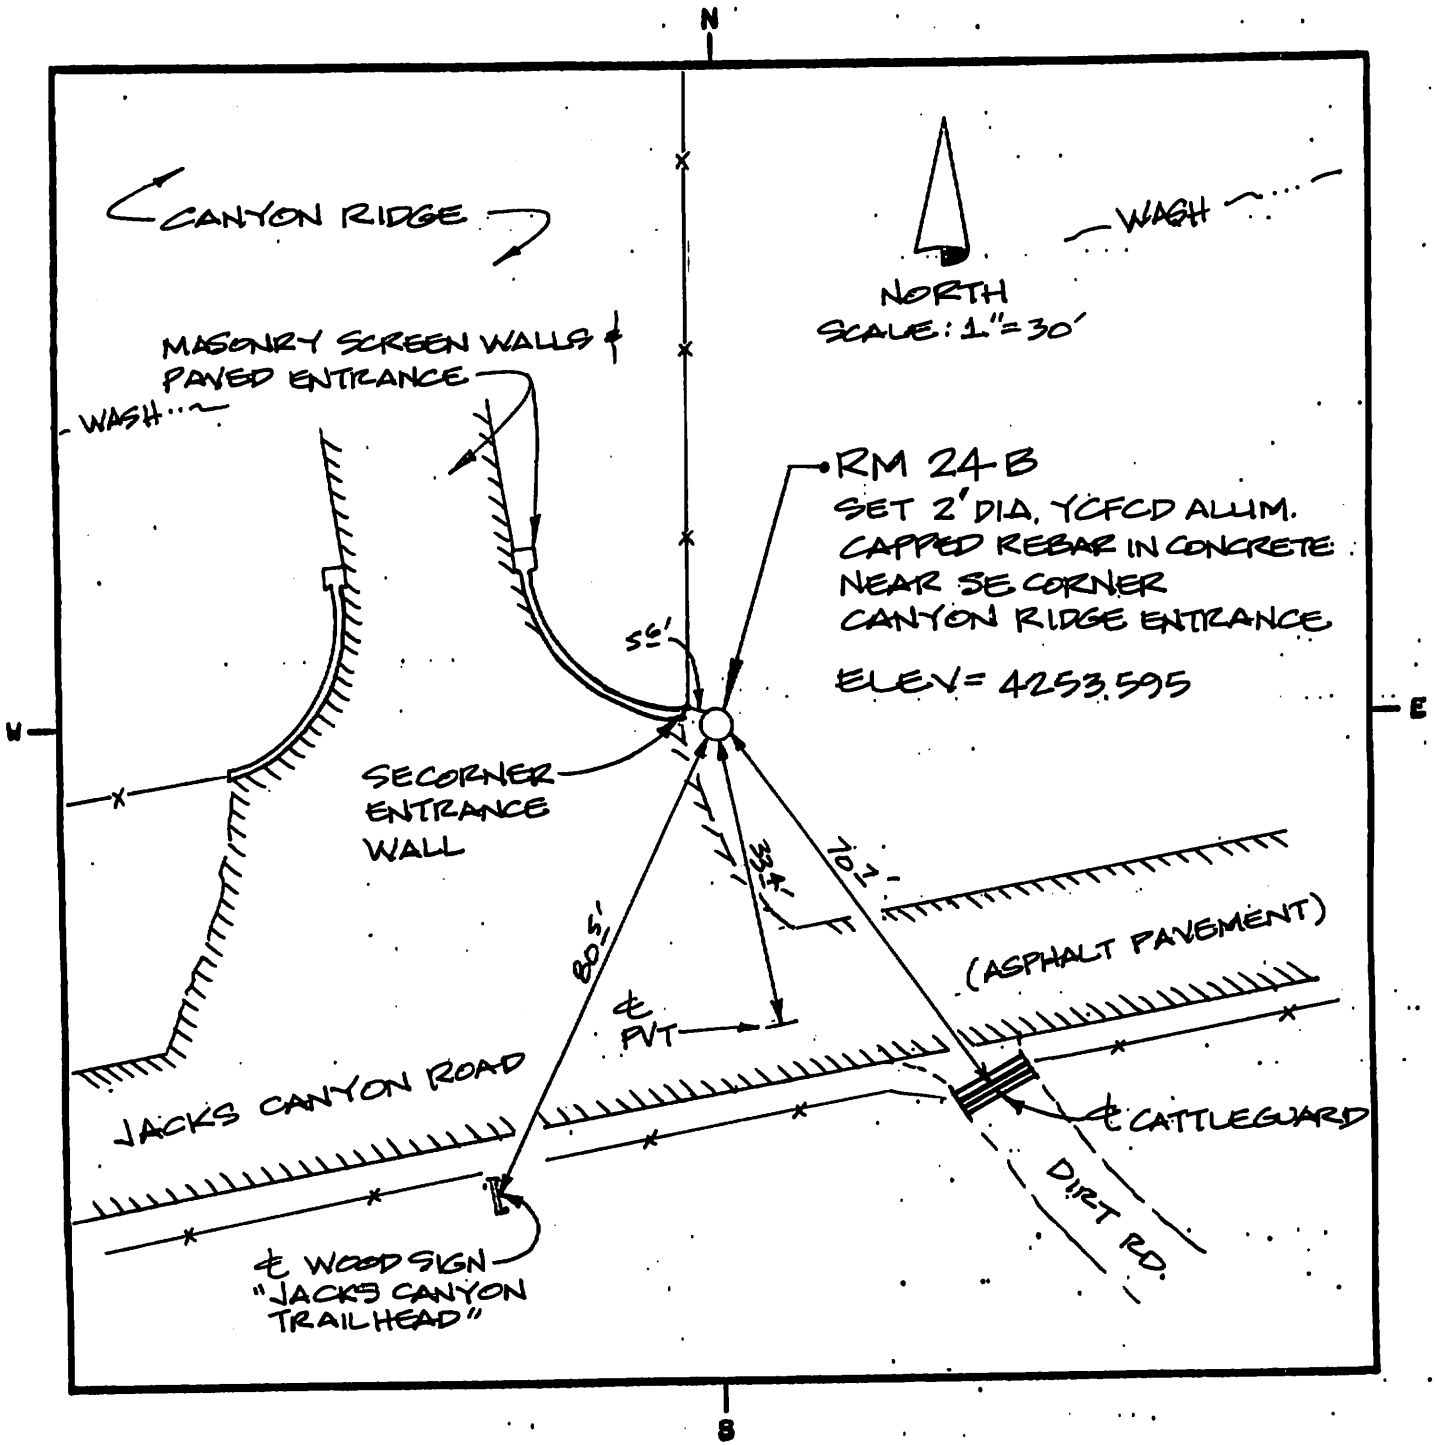 N
CANYON RIDGE
WASH
NORTH
SCALE: 1"=30'
MASONRY SCREEN WALLS &
PAVED ENTRANCE
WASH
RM 24 B
SET 2" DIA. YCFCD ALUM.
CAPPED REBAR IN CONCRETE
NEAR SE CORNER
CANYON RIDGE ENTRANCE
5 6'
ELEV= 4253.595
W
E
SE CORNER
ENTRANCE
WALL
33 4'
70 7'
80 5'
(ASPHALT PAVEMENT)
℄
PVT
JACKS CANYON ROAD
℄ CATTLEGUARD
DIRT RD.
℄ WOOD SIGN
"JACKS CANYON
TRAILHEAD"
S